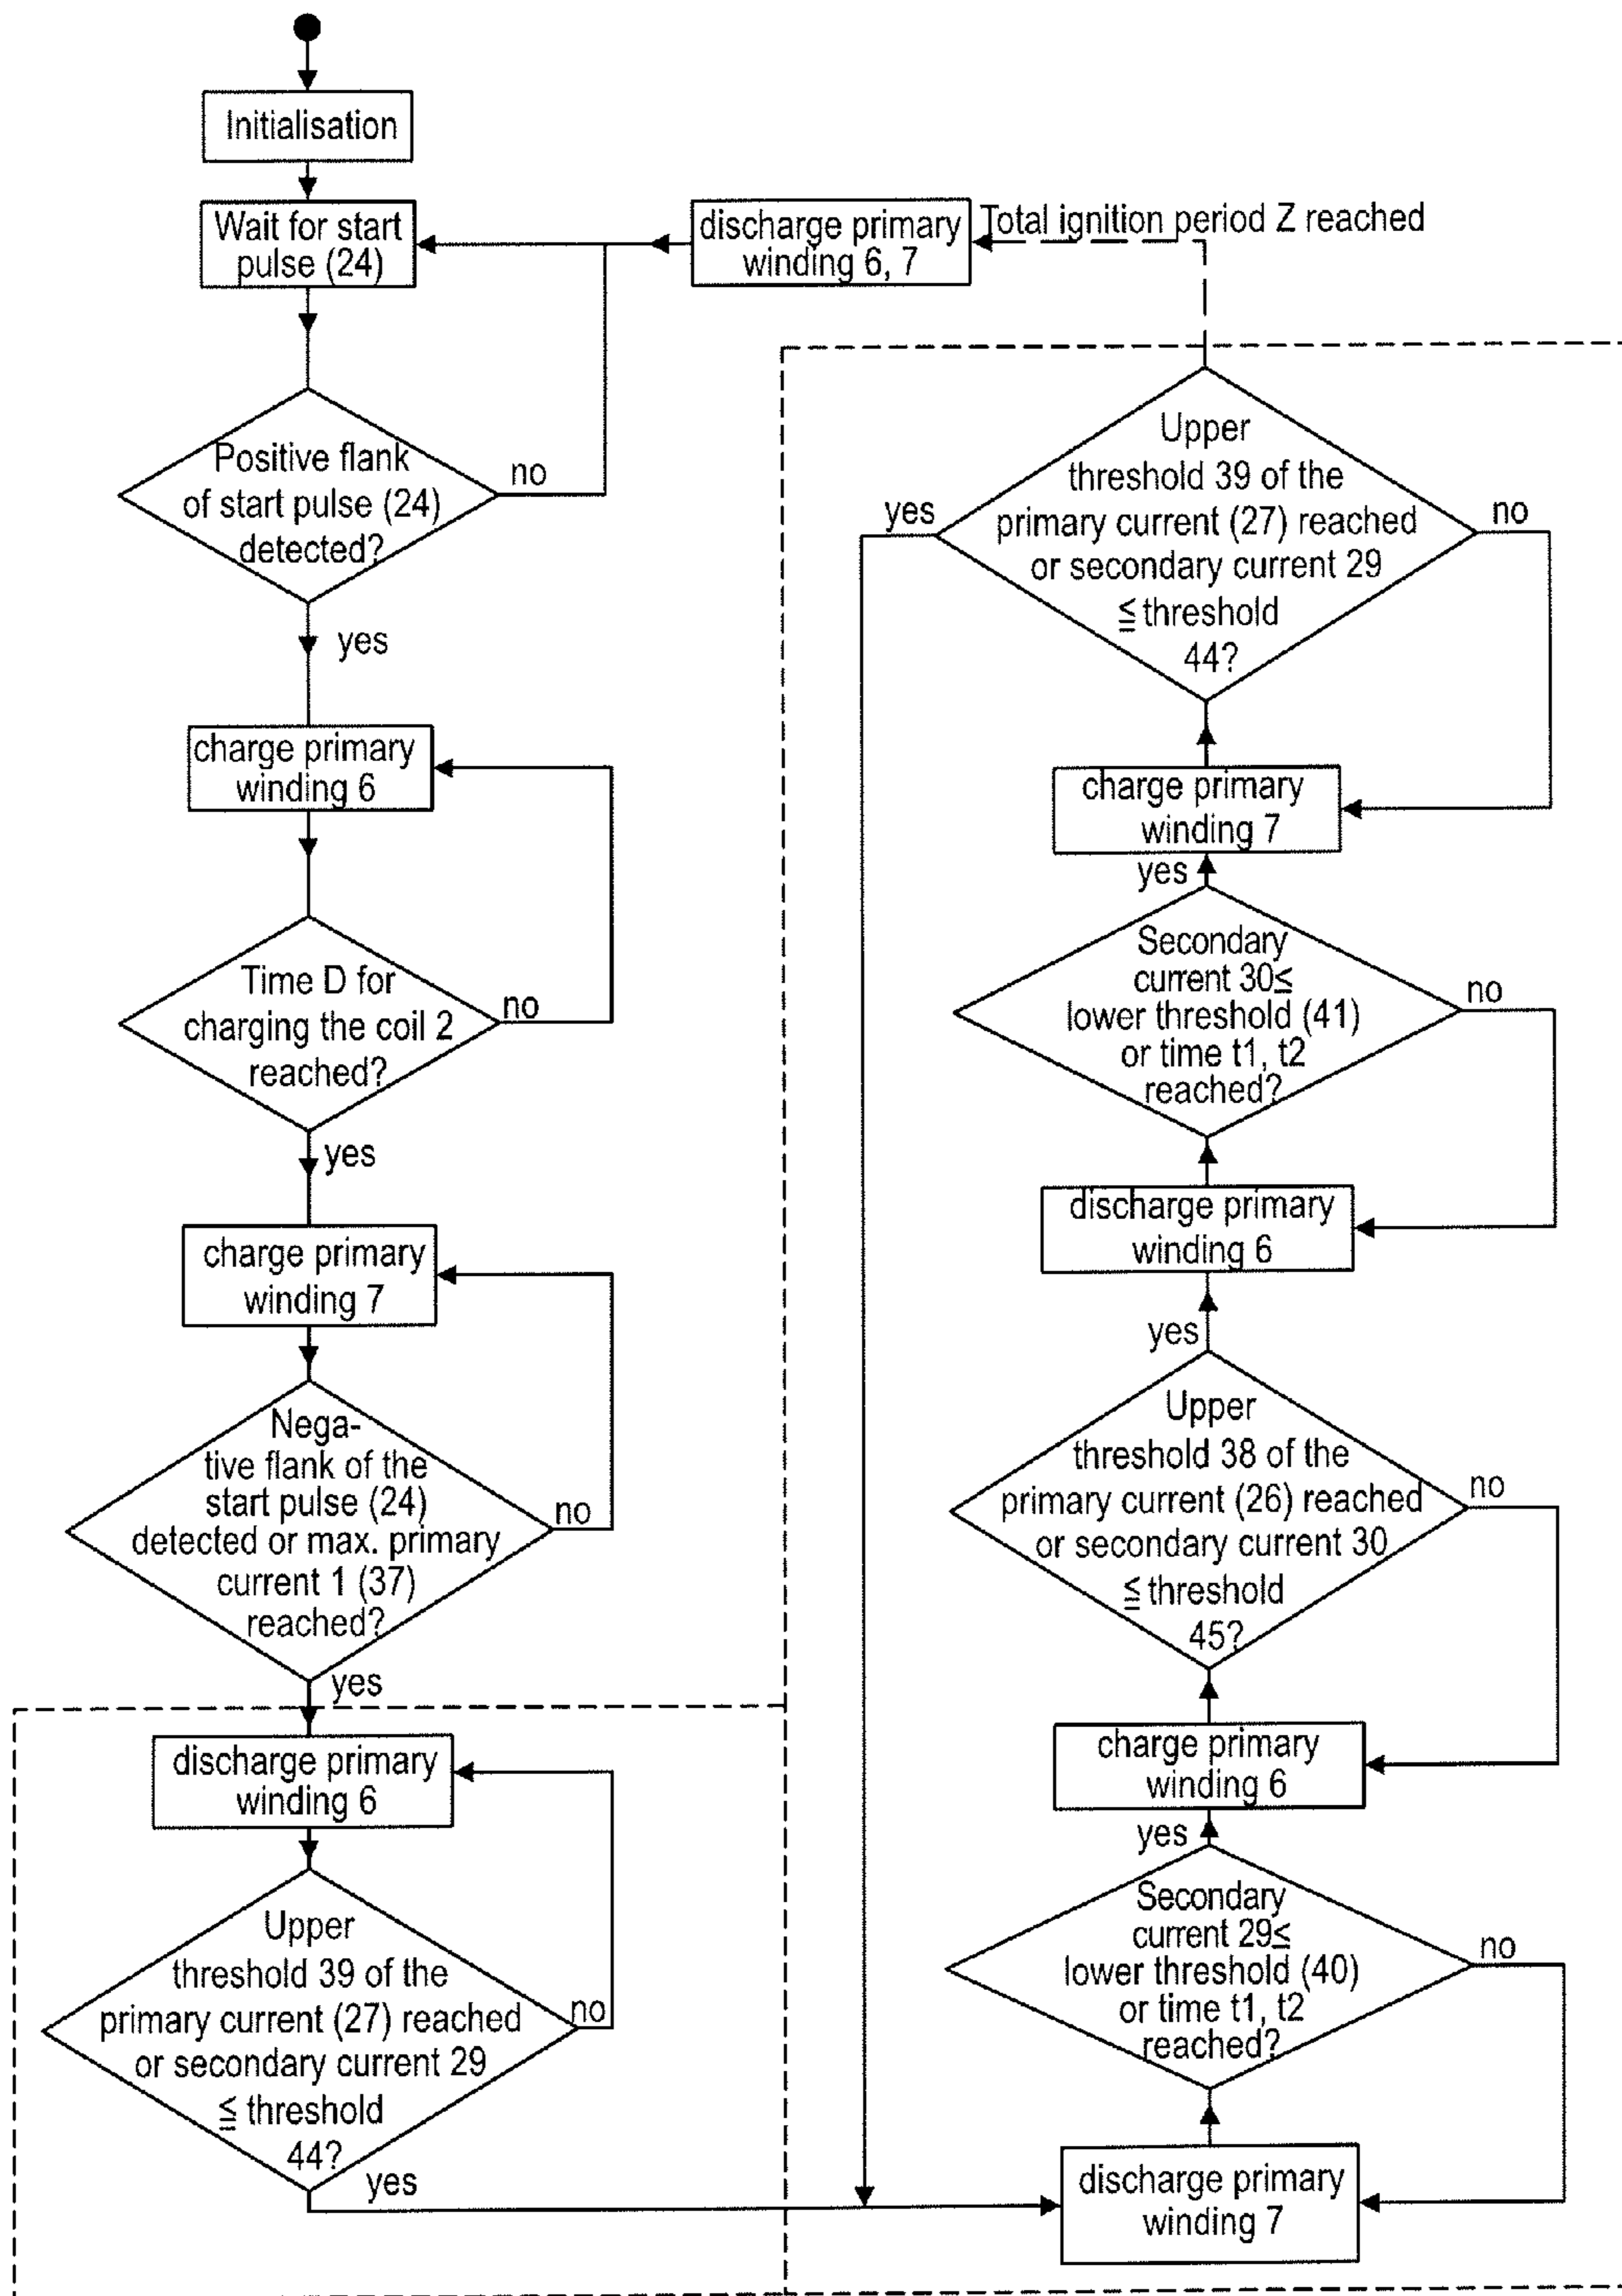 Initialisation
Wait for start
pulse (24)
discharge primary
winding 6, 7
Total ignition period Z reached
Positive flank
of start pulse (24)
detected?
no
yes
charge primary
winding 6
Time D for
charging the coil 2
reached?
no
yes
charge primary
winding 7
Nega-
tive flank of the
start pulse (24)
detected or max. primary
current 1 (37)
reached?
no
yes
discharge primary
winding 6
Upper
threshold 39 of the
primary current (27) reached
or secondary current 29
≦ threshold
44?
no
yes
Upper
threshold 39 of the
primary current (27) reached
or secondary current 29
≦ threshold
44?
yes
no
charge primary
winding 7
yes
Secondary
current 30≤
lower threshold (41)
or time t1, t2
reached?
no
discharge primary
winding 6
yes
Upper
threshold 38 of the
primary current (26) reached
or secondary current 30
≦ threshold
45?
no
charge primary
winding 6
yes
Secondary
current 29≤
lower threshold (40)
or time t1, t2
reached?
no
discharge primary
winding 7